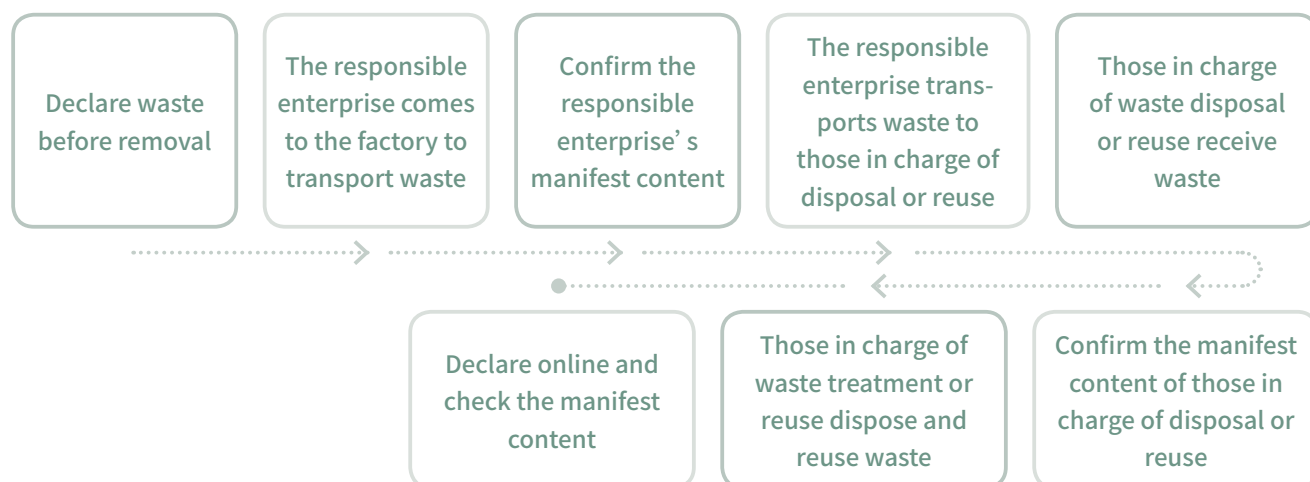 Declare waste
before removal
The responsible
enterprise comes
to the factory to
transport waste
Confirm the
responsible
enterprise’ s
manifest content
The responsible
enterprise trans-
ports waste to
those in charge of
disposal or reuse
Those in charge
of waste disposal
or reuse receive
waste
Confirm the manifest
content of those in
charge of disposal or
reuse
Those in charge of
waste treatment or
reuse dispose and
reuse waste
Declare online and
check the manifest
content